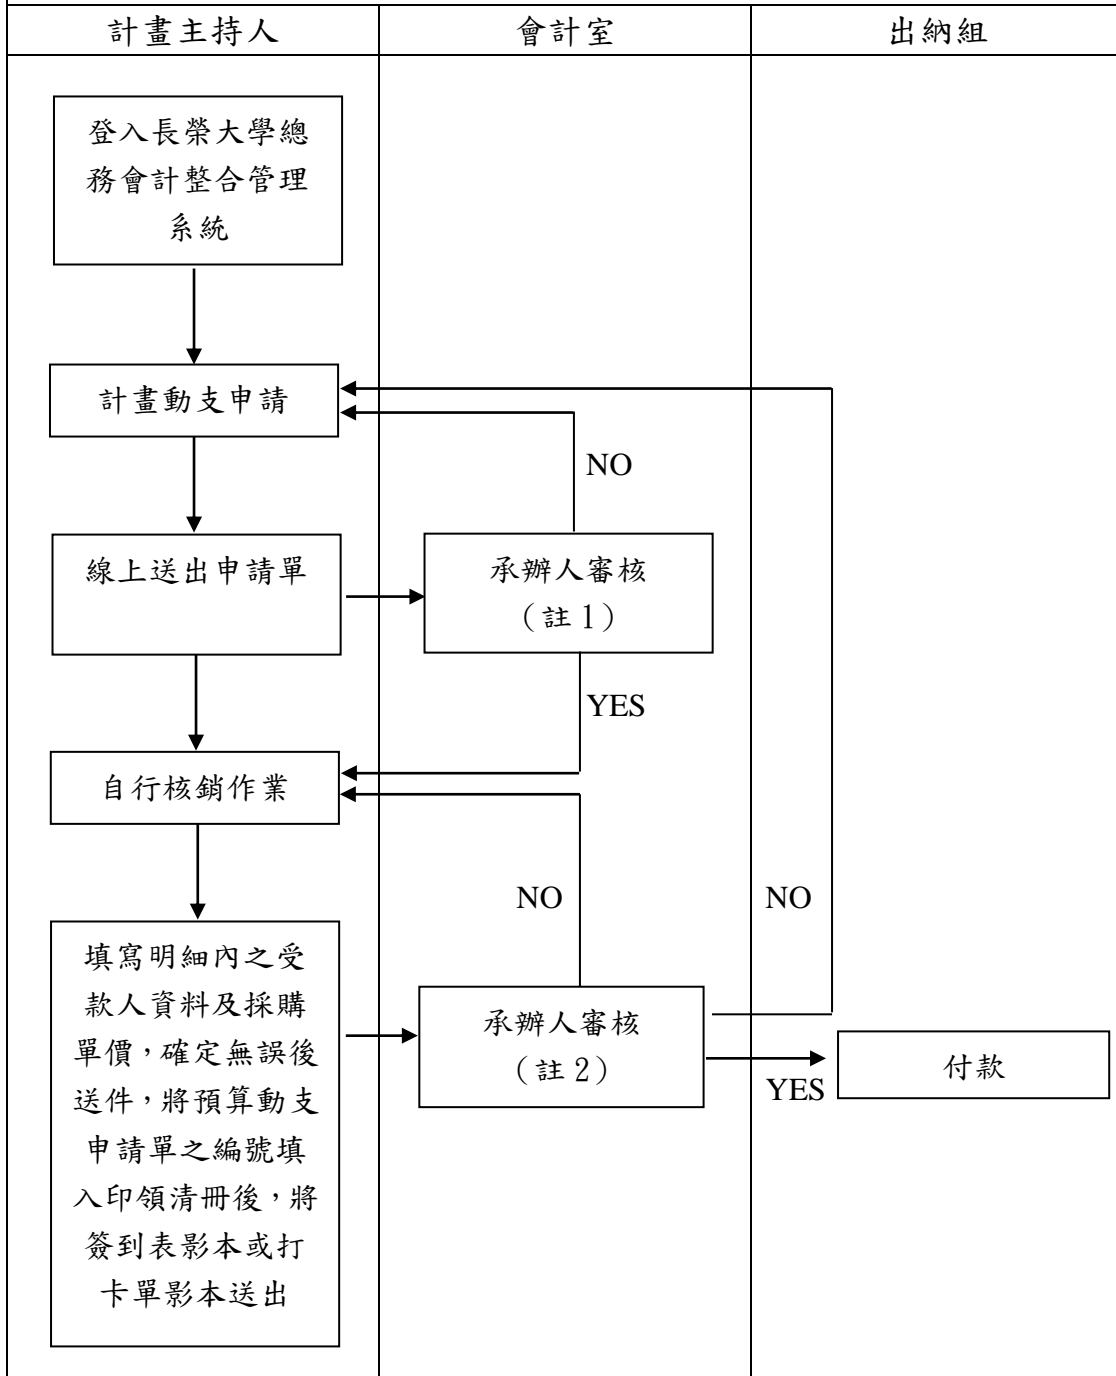 計畫主持人
會計室
出納組
登入長榮大學總
務會計整合管理
系統
計畫動支申請
NO
線上送出申請單
承辦人審核
（註1）
YES
自行核銷作業
NO
NO
填寫明細內之受
款人資料及採購
單價，確定無誤後
送件，將預算動支
申請單之編號填
入印領清冊後，將
簽到表影本或打
卡單影本送出
承辦人審核
（註2）
YES
付款